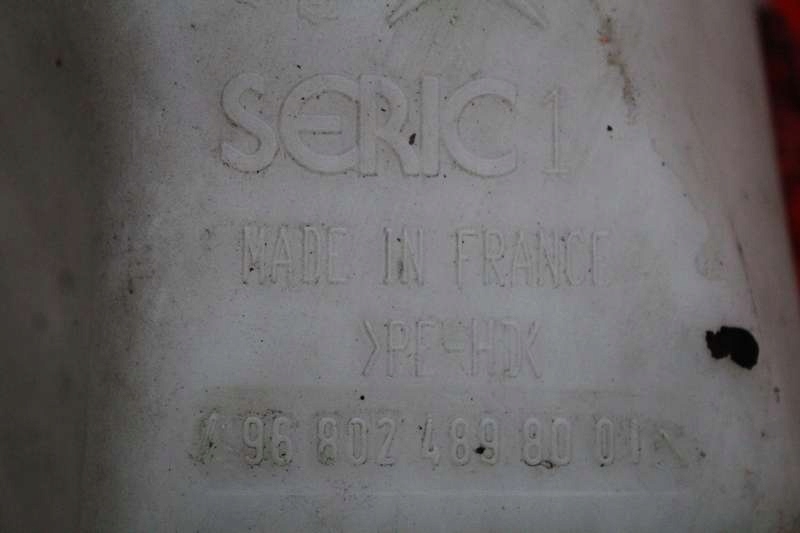 SERIC 1
MADE IN FRANCE
>PE-HD<
96 802 489 80 01